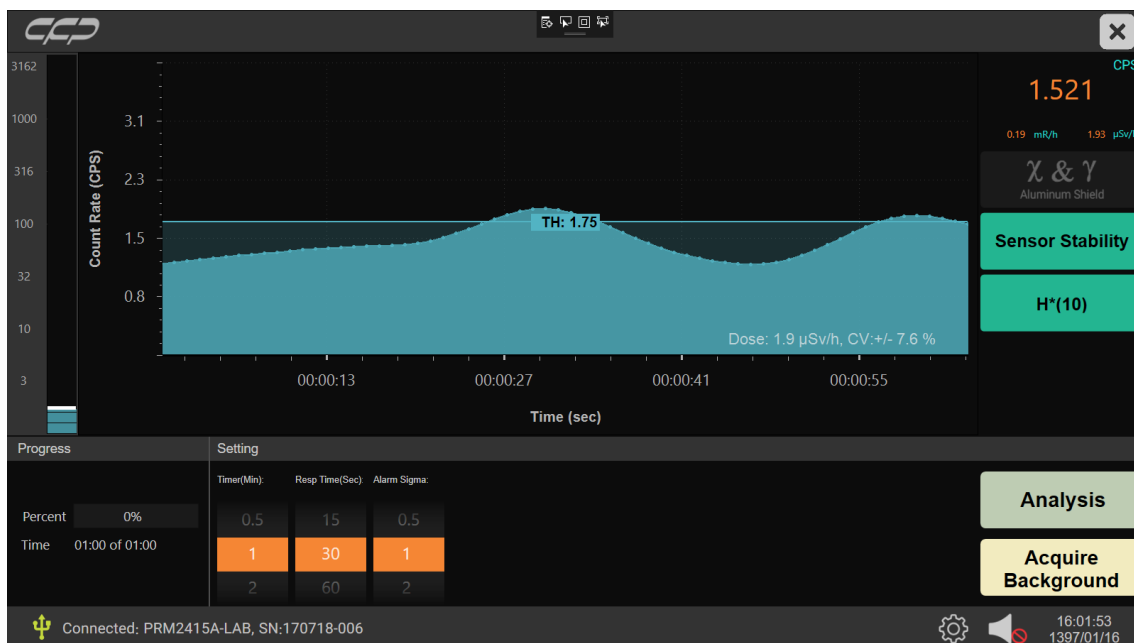 CCP
CPS
1.521
0.19 mR/h 1.93 µSv/h
χ & γ
Aluminum Shield
Sensor Stability
H*(10)
3162
1000
316
100
32
10
3
Count Rate (CPS)
3.1
2.3
1.5
0.8
TH: 1.75
Dose: 1.9 µSv/h, CV:+/- 7.6 %
00:00:13 00:00:27 00:00:41 00:00:55
Time (sec)
Progress
Percent 0%
Time 01:00 of 01:00
Setting
Timer(Min): Resp Time(Sec): Alarm Sigma:
0.5 15 0.5
1 30 1
2 60 2
Analysis
Acquire
Background
Connected: PRM2415A-LAB, SN:170718-006
16:01:53
1397/01/16